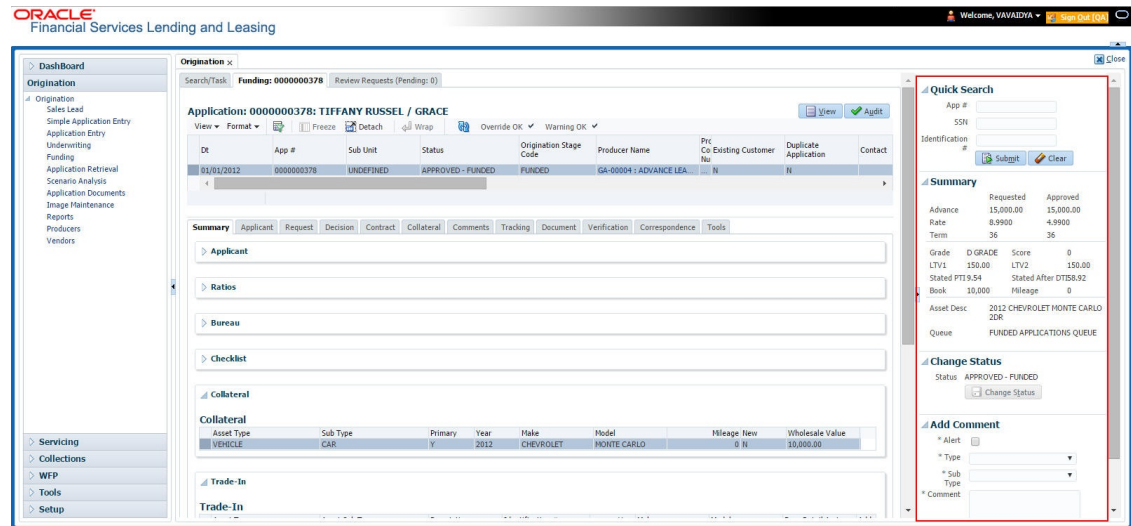 ORACLE
Financial Services Lending and Leasing
Welcome, VAVAIDYA
Sign Out [QA]
Close
DashBoard
Origination
Origination
Sales Lead
Simple Application Entry
Application Entry
Underwriting
Funding
Application Retrieval
Scenario Analysis
Application Documents
Image Maintenance
Reports
Producers
Vendors
Servicing
Collections
WFP
Tools
Setup
Origination x
Search/Task Funding: 0000000378 Review Requests (Pending: 0)
Application: 0000000378: TIFFANY RUSSEL / GRACE
View Audit
View Format Freeze Detach Wrap Override OK Warning OK
Dt App # Sub Unit Status Origination Stage Code Producer Name Prc Co Nu Existing Customer Duplicate Application Contact
01/01/2012 0000000378 UNDEFINED APPROVED - FUNDED FUNDED GA-00004 : ADVANCE LEA... ... N N
Summary Applicant Request Decision Contract Collateral Comments Tracking Document Verification Correspondence Tools
Applicant
Ratios
Bureau
Checklist
Collateral
Collateral
Asset Type Sub Type Primary Year Make Model Mileage New Wholesale Value
VEHICLE CAR Y 2012 CHEVROLET MONTE CARLO 0 N 10,000.00
Trade-In
Trade-In
Quick Search
App #
SSN
Identification #
Submit Clear
Summary
Requested Approved
Advance 15,000.00 15,000.00
Rate 8.9900 4.9900
Term 36 36
Grade D GRADE Score 0
LTV1 150.00 LTV2 150.00
Stated PTI 9.54 Stated After DTI 58.92
Book 10,000 Mileage 0
Asset Desc 2012 CHEVROLET MONTE CARLO
2DR
Queue FUNDED APPLICATIONS QUEUE
Change Status
Status APPROVED - FUNDED
Change Status
Add Comment
* Alert
* Type
* Sub Type
* Comment